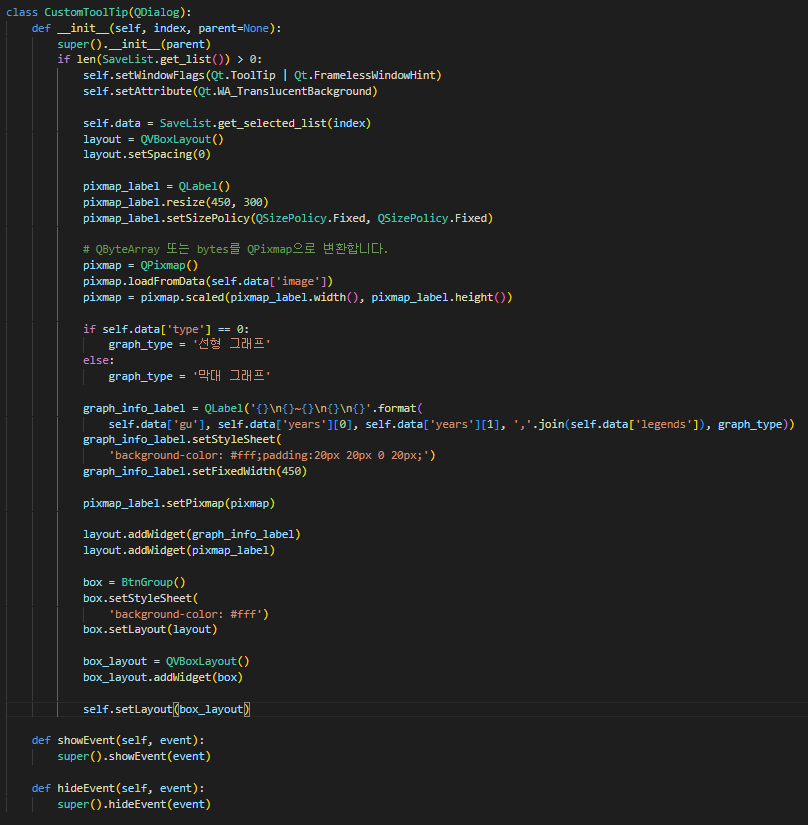 class CustomToolTip(QDialog):
    def __init__(self, index, parent=None):
        super().__init__(parent)
        if len(SaveList.get_list()) > 0:
            self.setWindowFlags(Qt.ToolTip | Qt.FramelessWindowHint)
            self.setAttribute(Qt.WA_TranslucentBackground)

            self.data = SaveList.get_selected_list(index)
            layout = QVBoxLayout()
            layout.setSpacing(0)

            pixmap_label = QLabel()
            pixmap_label.resize(450, 300)
            pixmap_label.setSizePolicy(QSizePolicy.Fixed, QSizePolicy.Fixed)

            # QByteArray 또는 bytes를 QPixmap으로 변환합니다.
            pixmap = QPixmap()
            pixmap.loadFromData(self.data['image'])
            pixmap = pixmap.scaled(pixmap_label.width(), pixmap_label.height())

            if self.data['type'] == 0:
                graph_type = '선형 그래프'
            else:
                graph_type = '막대 그래프'

            graph_info_label = QLabel('{}\n{}~{}\n{}\n{}'.format(
                self.data['gu'], self.data['years'][0], self.data['years'][1], ','.join(self.data['legends']), graph_type))
            graph_info_label.setStyleSheet(
                'background-color: #fff;padding:20px 20px 0 20px;')
            graph_info_label.setFixedWidth(450)

            pixmap_label.setPixmap(pixmap)

            layout.addWidget(graph_info_label)
            layout.addWidget(pixmap_label)

            box = BtnGroup()
            box.setStyleSheet(
                'background-color: #fff')
            box.setLayout(layout)

            box_layout = QVBoxLayout()
            box_layout.addWidget(box)

            self.setLayout(box_layout)

    def showEvent(self, event):
        super().showEvent(event)

    def hideEvent(self, event):
        super().hideEvent(event)